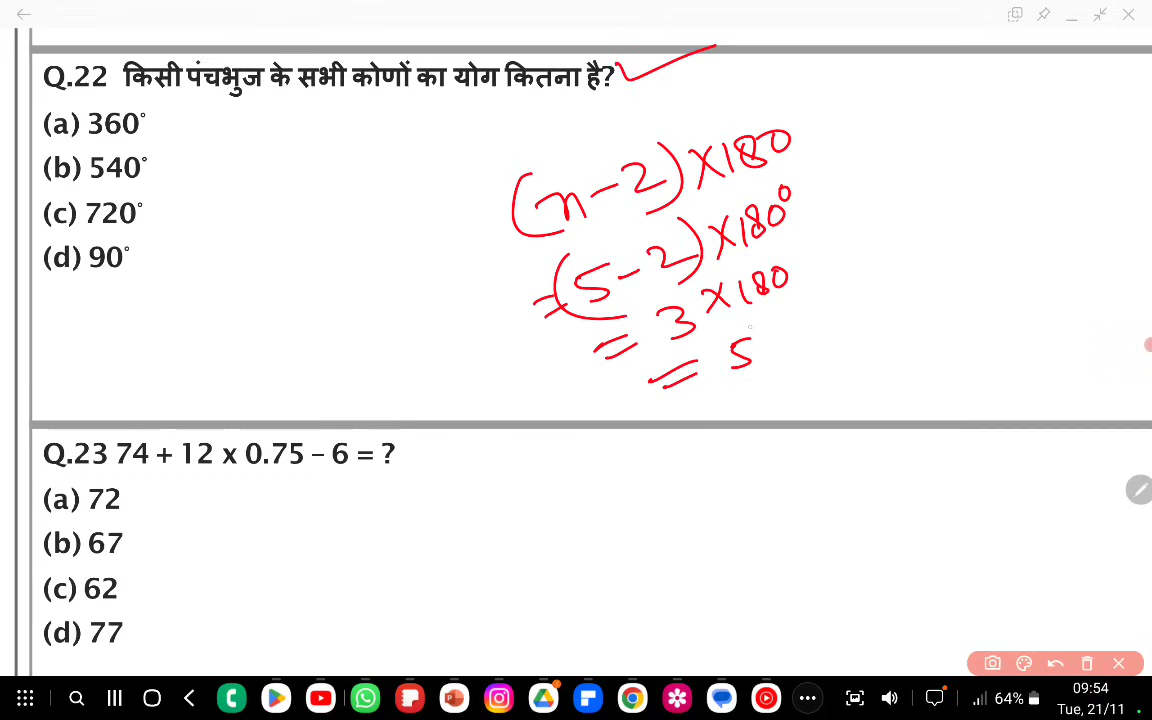 Q.22 किसी पंचभुज के सभी कोणों का योग कितना है?
(a) 360°
(b) 540°
(c) 720°
(d) 90°
(n-2)×180
=(5-2)×180°
= 3×180
= 5
Q.23 74 + 12 x 0.75 – 6 = ?
(a) 72
(b) 67
(c) 62
(d) 77
64%
09:54
Tue, 21/11